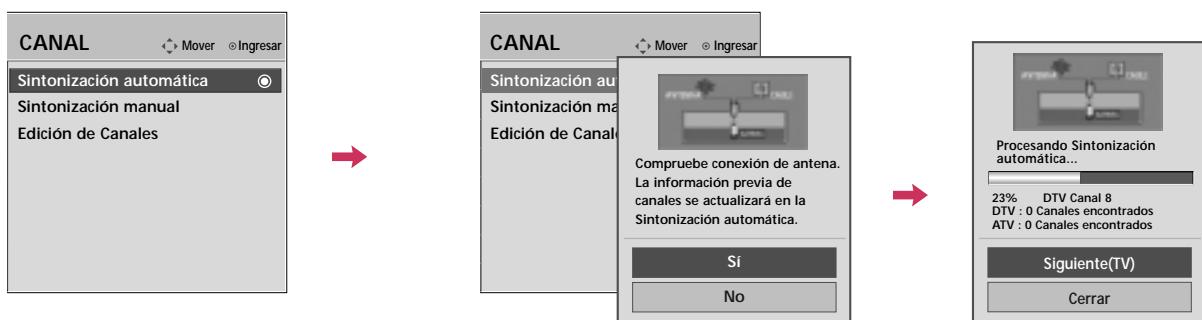 CANAL
Mover
Ingresar
Sintonización automática
Sintonización manual
Edición de Canales
CANAL
Mover
Ingresar
Sintonización au
Sintonización ma
Edición de Canal
Compruebe conexión de antena.
La información previa de
canales se actualizará en la
Sintonización automática.
Sí
No
Procesando Sintonización
automática...
23% DTV Canal 8
DTV : 0 Canales encontrados
ATV : 0 Canales encontrados
Siguiente(TV)
Cerrar